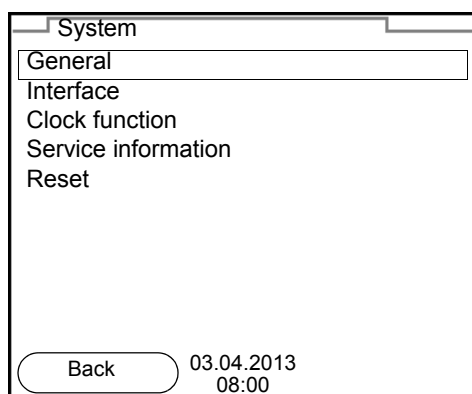 System
General
Interface
Clock function
Service information
Reset
Back
03.04.2013
08:00